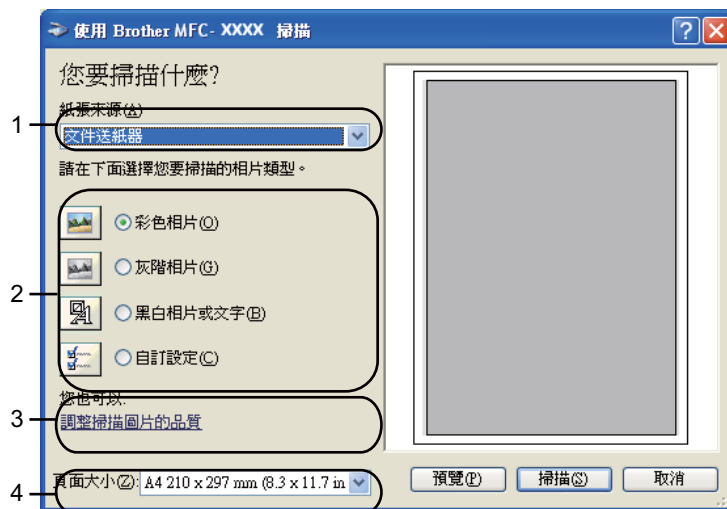 使用 Brother MFC- XXXX 掃描
您要掃描什麼?
紙張來源(A)
1
文件送紙器
請在下面選擇您要掃描的相片類型。
彩色相片(O)
灰階相片(G)
2
黑白相片或文字(B)
自訂設定(C)
您也可以:
3
調整掃描圖片的品質
4
頁面大小(Z): A4 210 x 297 mm (8.3 x 11.7 in
預覽(P) 掃描(S) 取消